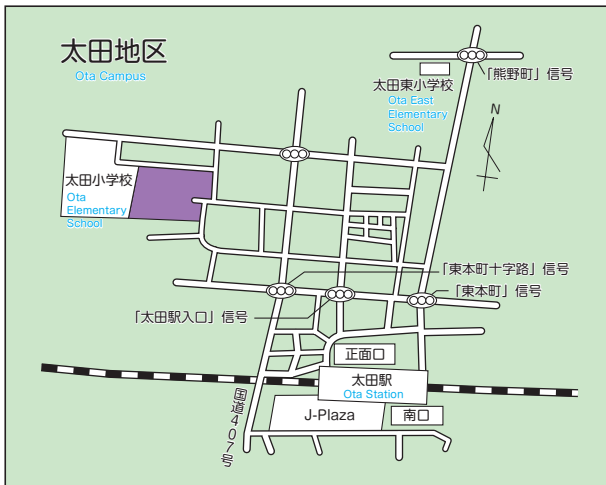 太田地区
Ota Campus
「熊野町」信号
太田東小学校
Ota East
Elementary
School
N
太田小学校
Ota
Elementary
School
「東本町十字路」信号
「東本町」信号
「太田駅入口」信号
正面口
太田駅
Ota Station
J-Plaza
南口
国道407号